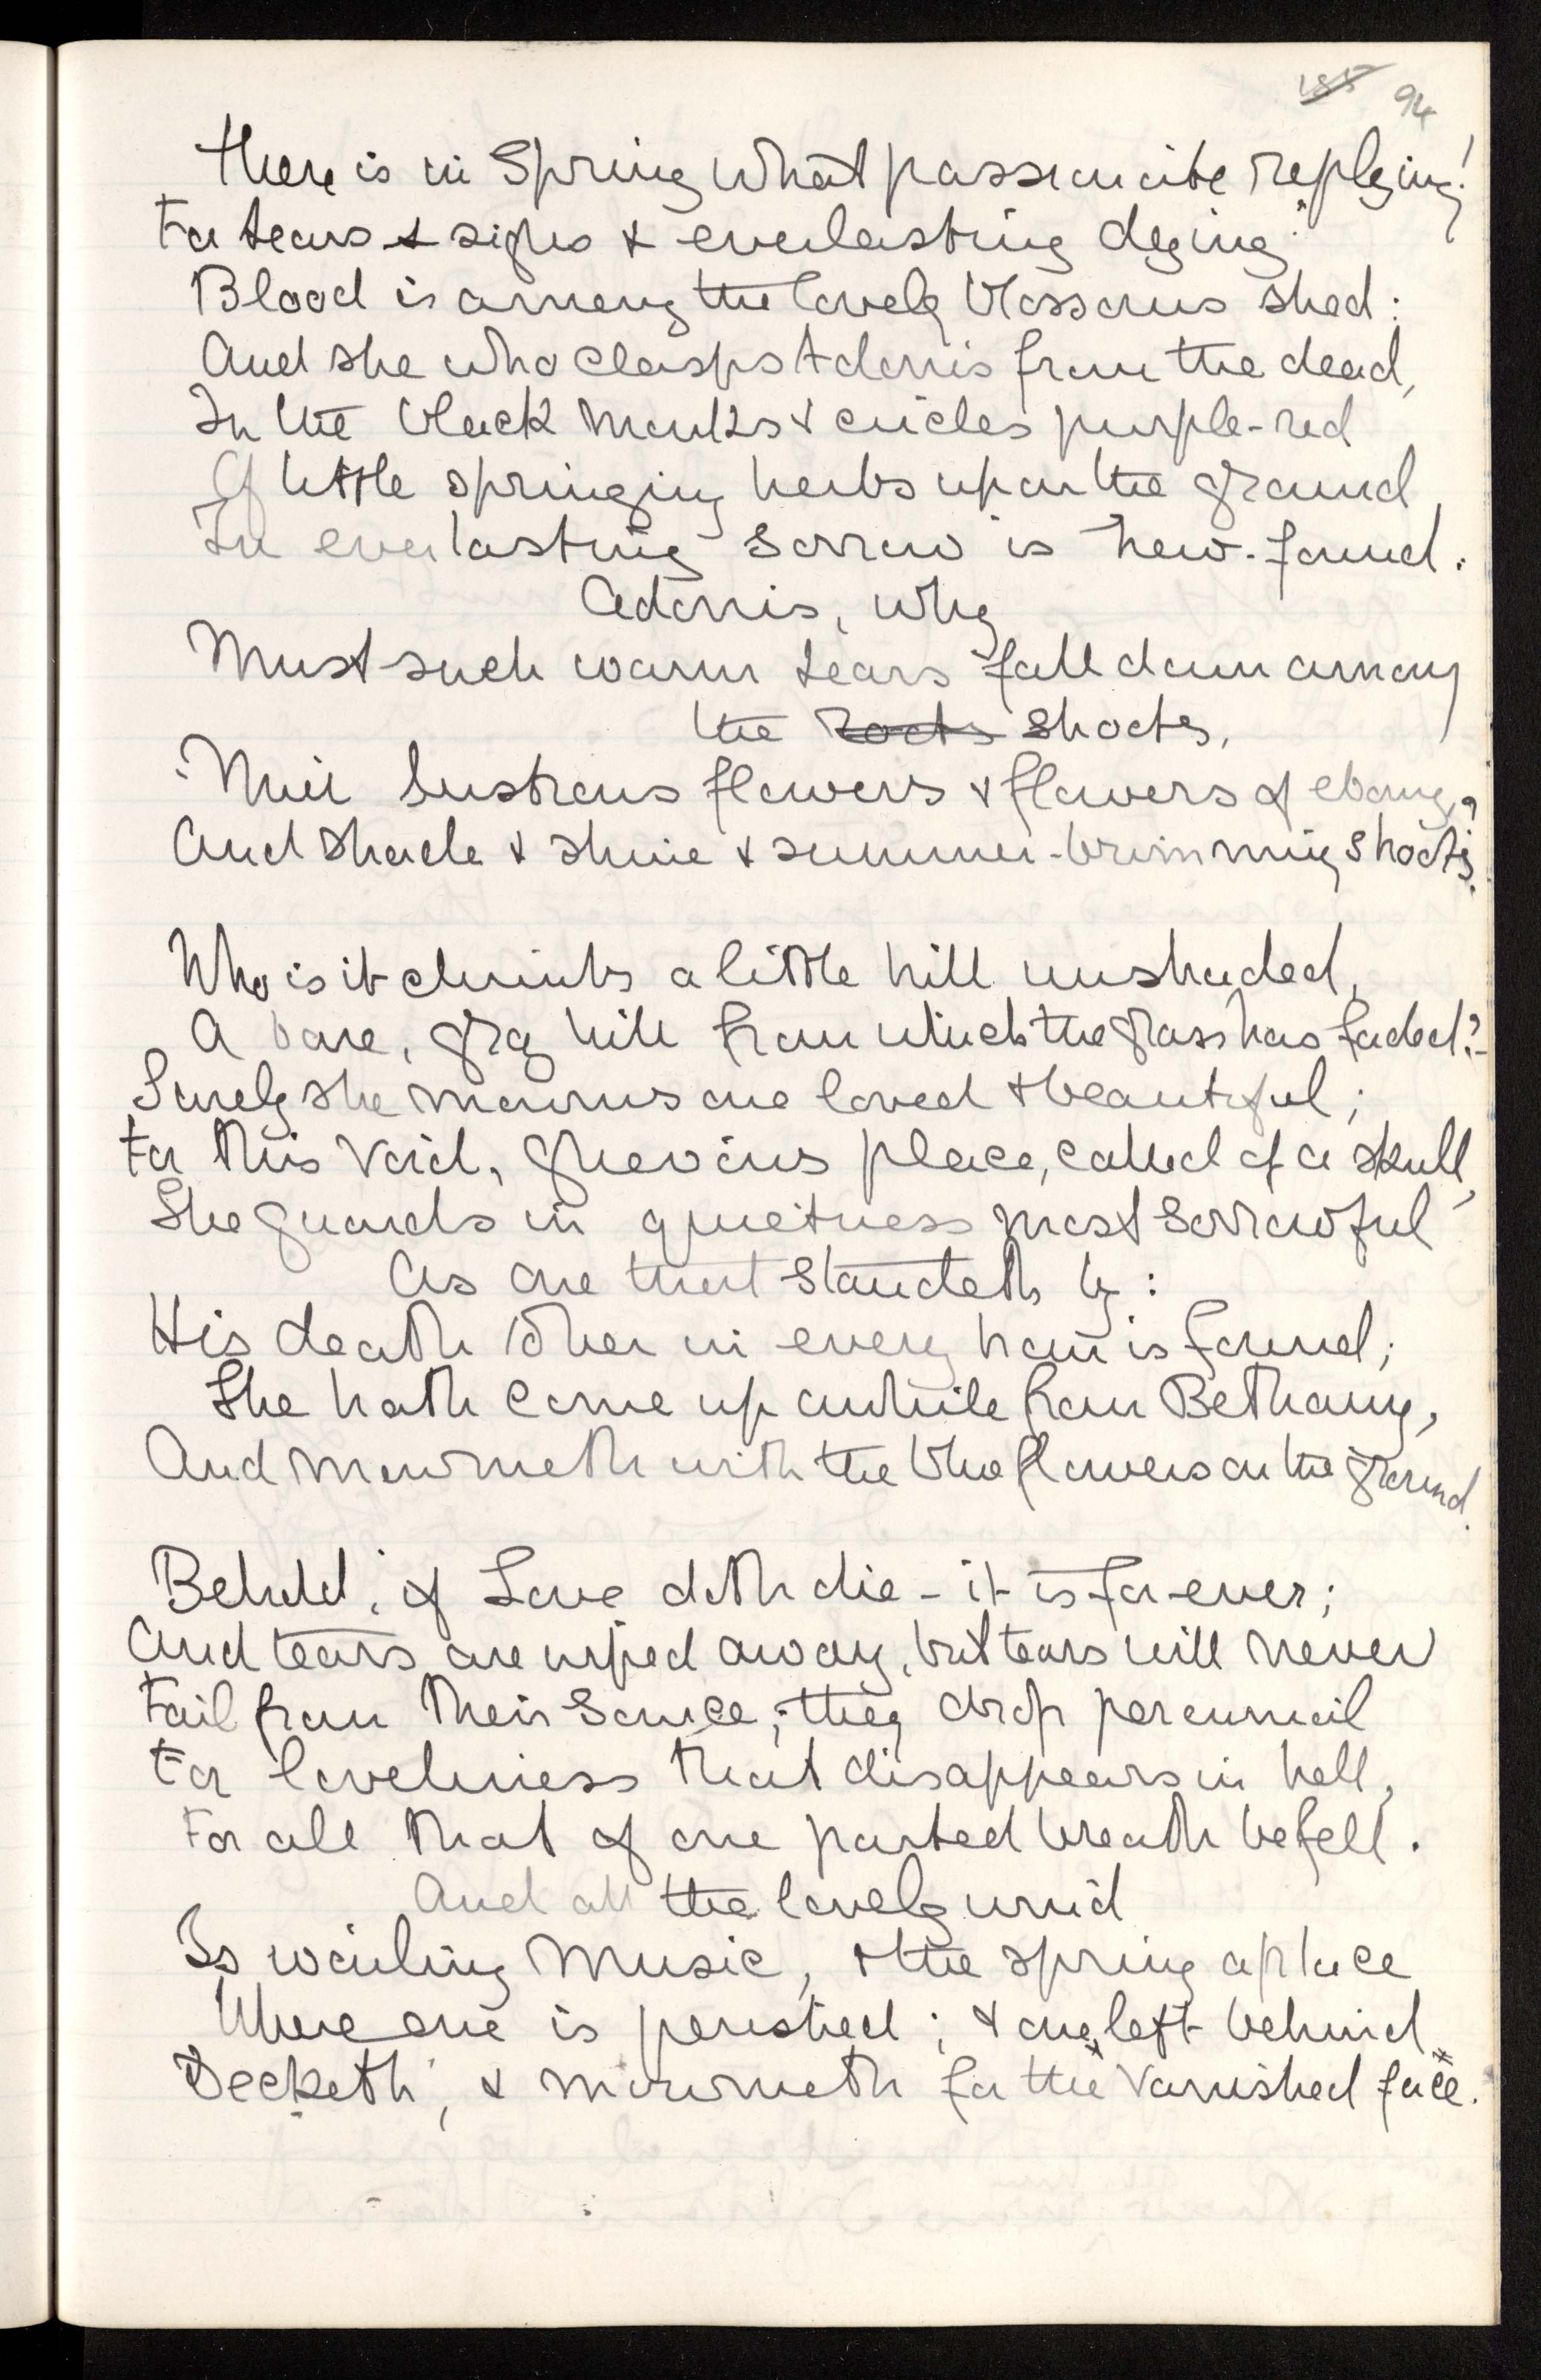 185 94
There is in Spring what passionate replying!
For tears & sighs & everlasting dying.
Blood is among the lovely blossoms shed:
And she who clasps Adonis from the dead,
In the black marks & circles purple-red
Of little springing herbs upon the ground,
In everlasting sorrow is new-found.
Adonis, why
Must such warm tears fall down among
the roots shoots,
Their lustrous flowers & flowers of ebony,
And shade & shine & summer-brimming shoots?

Who is it climbs a little hill unshaded,
A bare, gray hill from which the grass has faded? -
Surely she mourns one loved & beautiful;
For this void, grievous place, called of a skull,
She guards in quietness most sorrowful
As one that standeth by:
His death to her in every hour is found;
She hath come up awhile from Bethany,
And mourneth with the blue flowers on the ground.

Behold, if Love doth die - it is for-ever;
And tears are wiped away, but tears will never
Fail from their source; they drop perennial
For loveliness that disappears in hell,
For all that of one parted breath befell.
And all the lovely wind
Is wailing music, & the spring a place
Where one is perished; & one left behind
Seeketh, & mourneth for the vanished face.